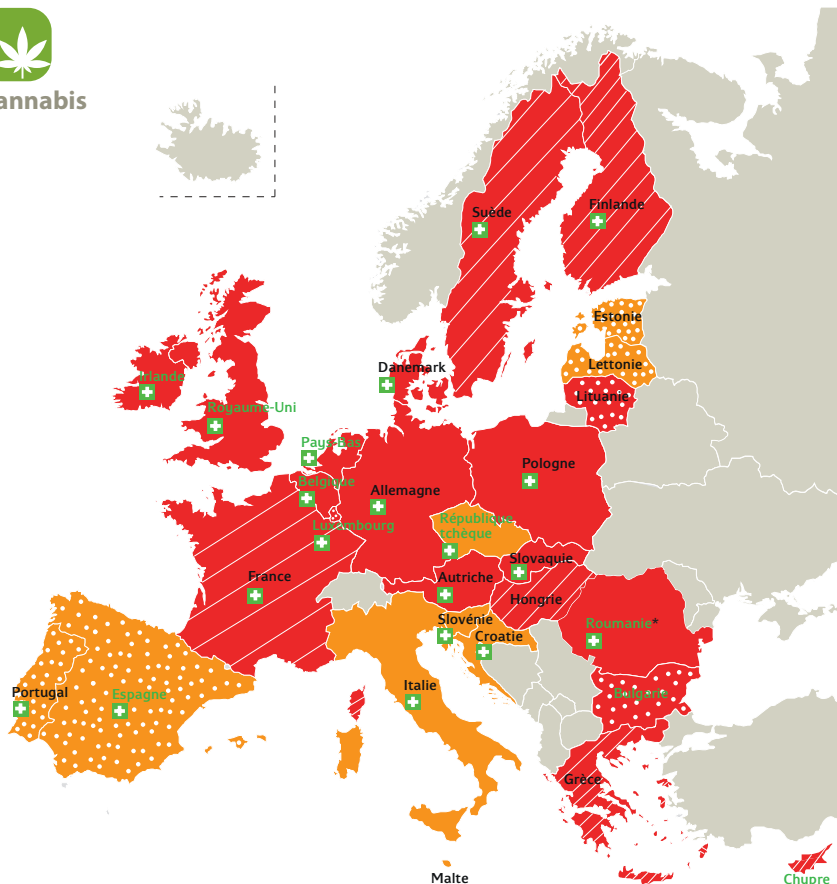 annabis
Suède
Finlande
Estonie
Lettonie
Lituanie
Danemark
Irlande
Royaume-Uni
Pays-Bas
Belgique
Allemagne
Pologne
Luxembourg
République
tchèque
Slovaquie
France
Autriche
Hongrie
Slovénie
Croatie
Roumanie*
Portugal
Espagne
Italie
Bulgarie
Grèce
Malte
Chupre